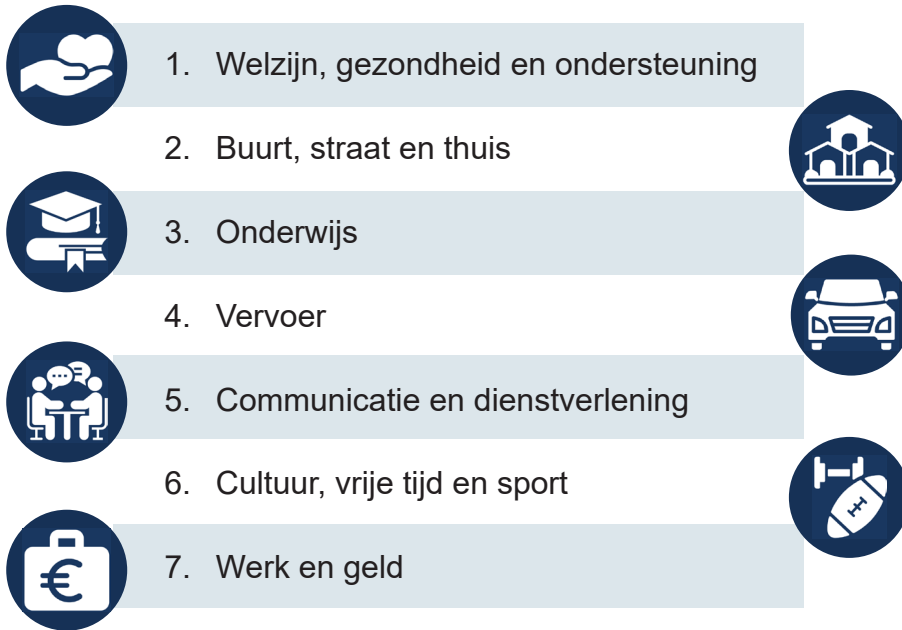 1. Welzijn, gezondheid en ondersteuning
2. Buurt, straat en thuis
3. Onderwijs
4. Vervoer
5. Communicatie en dienstverlening
6. Cultuur, vrije tijd en sport
7. Werk en geld